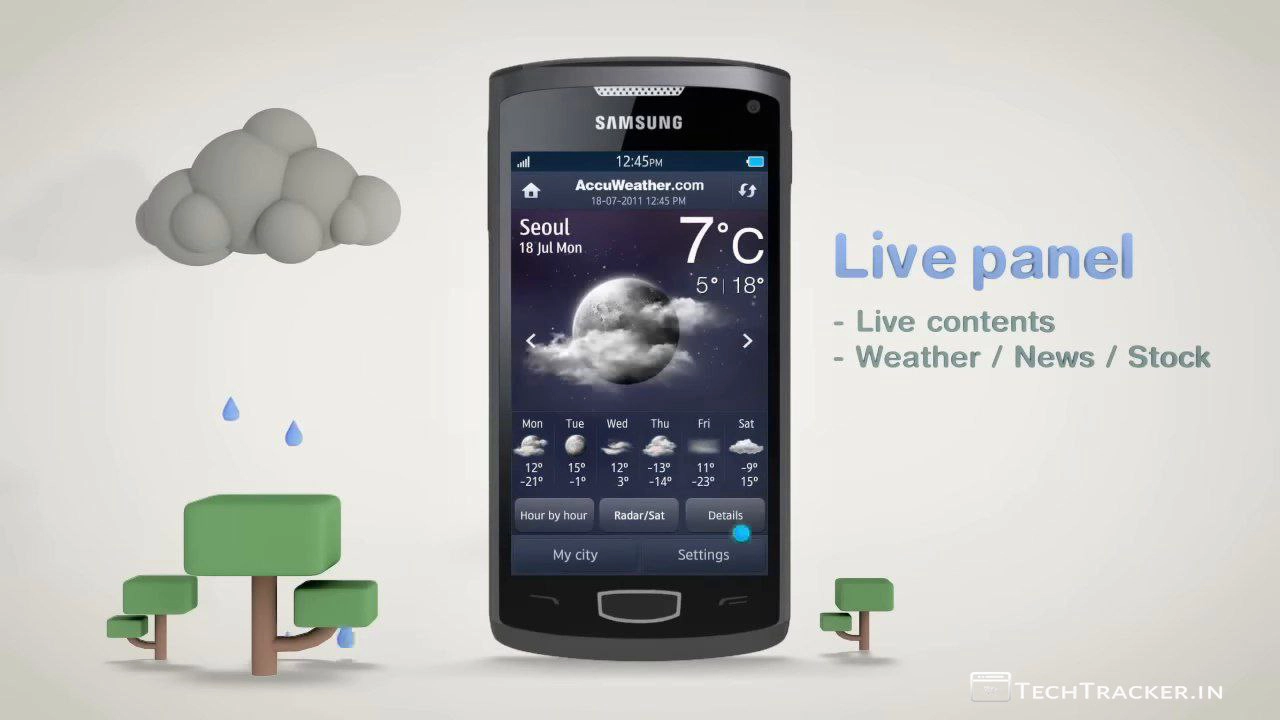 SAMSUNG
12:45PM
AccuWeather.com
18-07-2011 12:45 PM
Seoul
18 Jul Mon
7°C
5° 18°
Mon Tue Wed Thu Fri Sat
12° 15° 12° -13° 11° -9°
-21° -1° 3° -14° -23° 15°
Hour by hour Radar/Sat Details
My city Settings
Live panel
- Live contents
- Weather / News / Stock
TECHTRACKER.IN